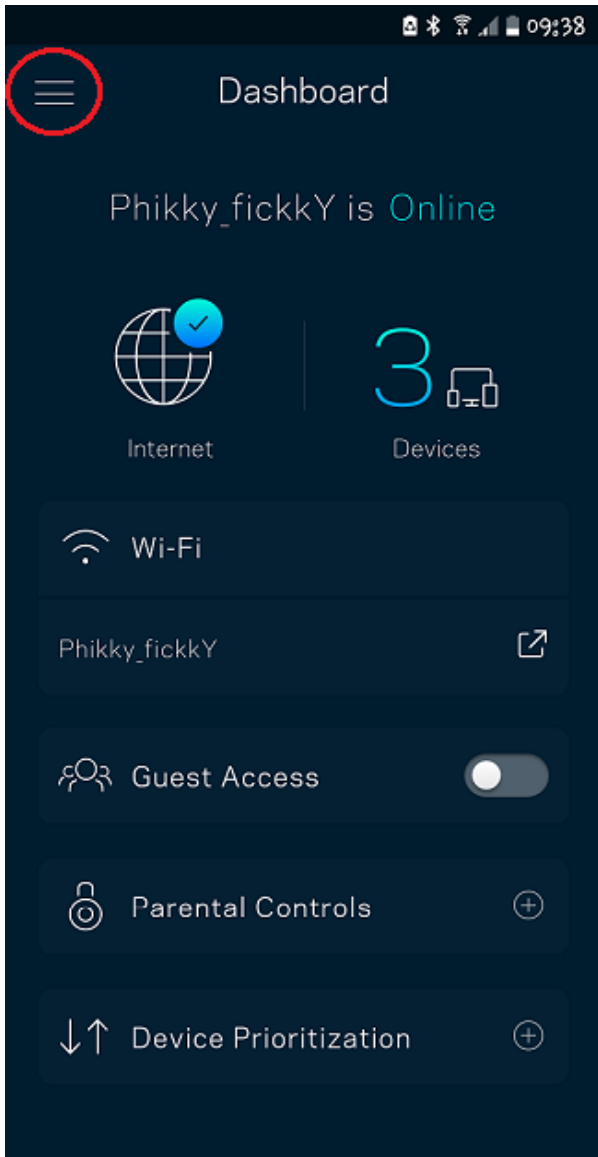 09:38
Dashboard
Phikky_fickkY is Online
3
Internet
Devices
Wi-Fi
Phikky_fickkY
Guest Access
Parental Controls
Device Prioritization